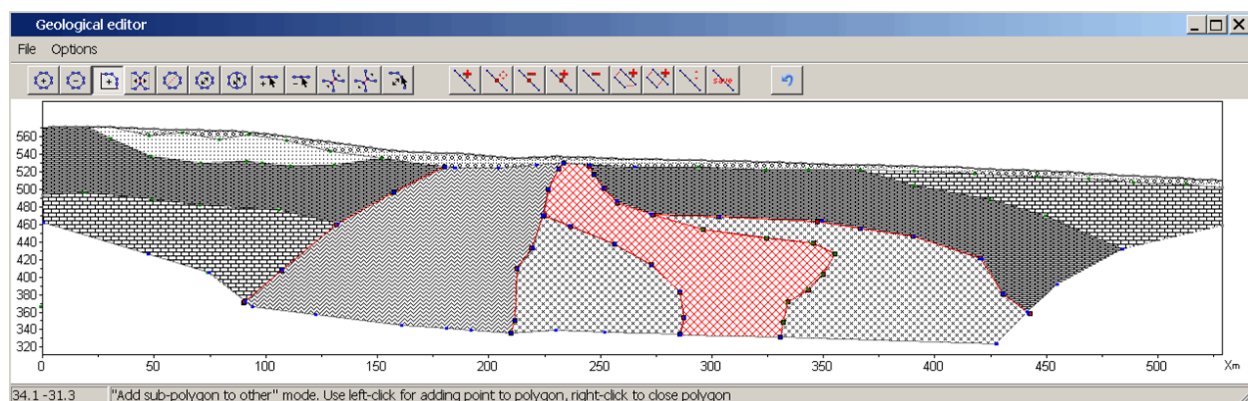 Geological editor
File Options
save
560
540
520
500
480
460
440
420
400
380
360
340
320
0 50 100 150 200 250 300 350 400 450 500 Xm
34.1 -31.3 "Add sub-polygon to other" mode. Use left-click for adding point to polygon, right-click to close polygon